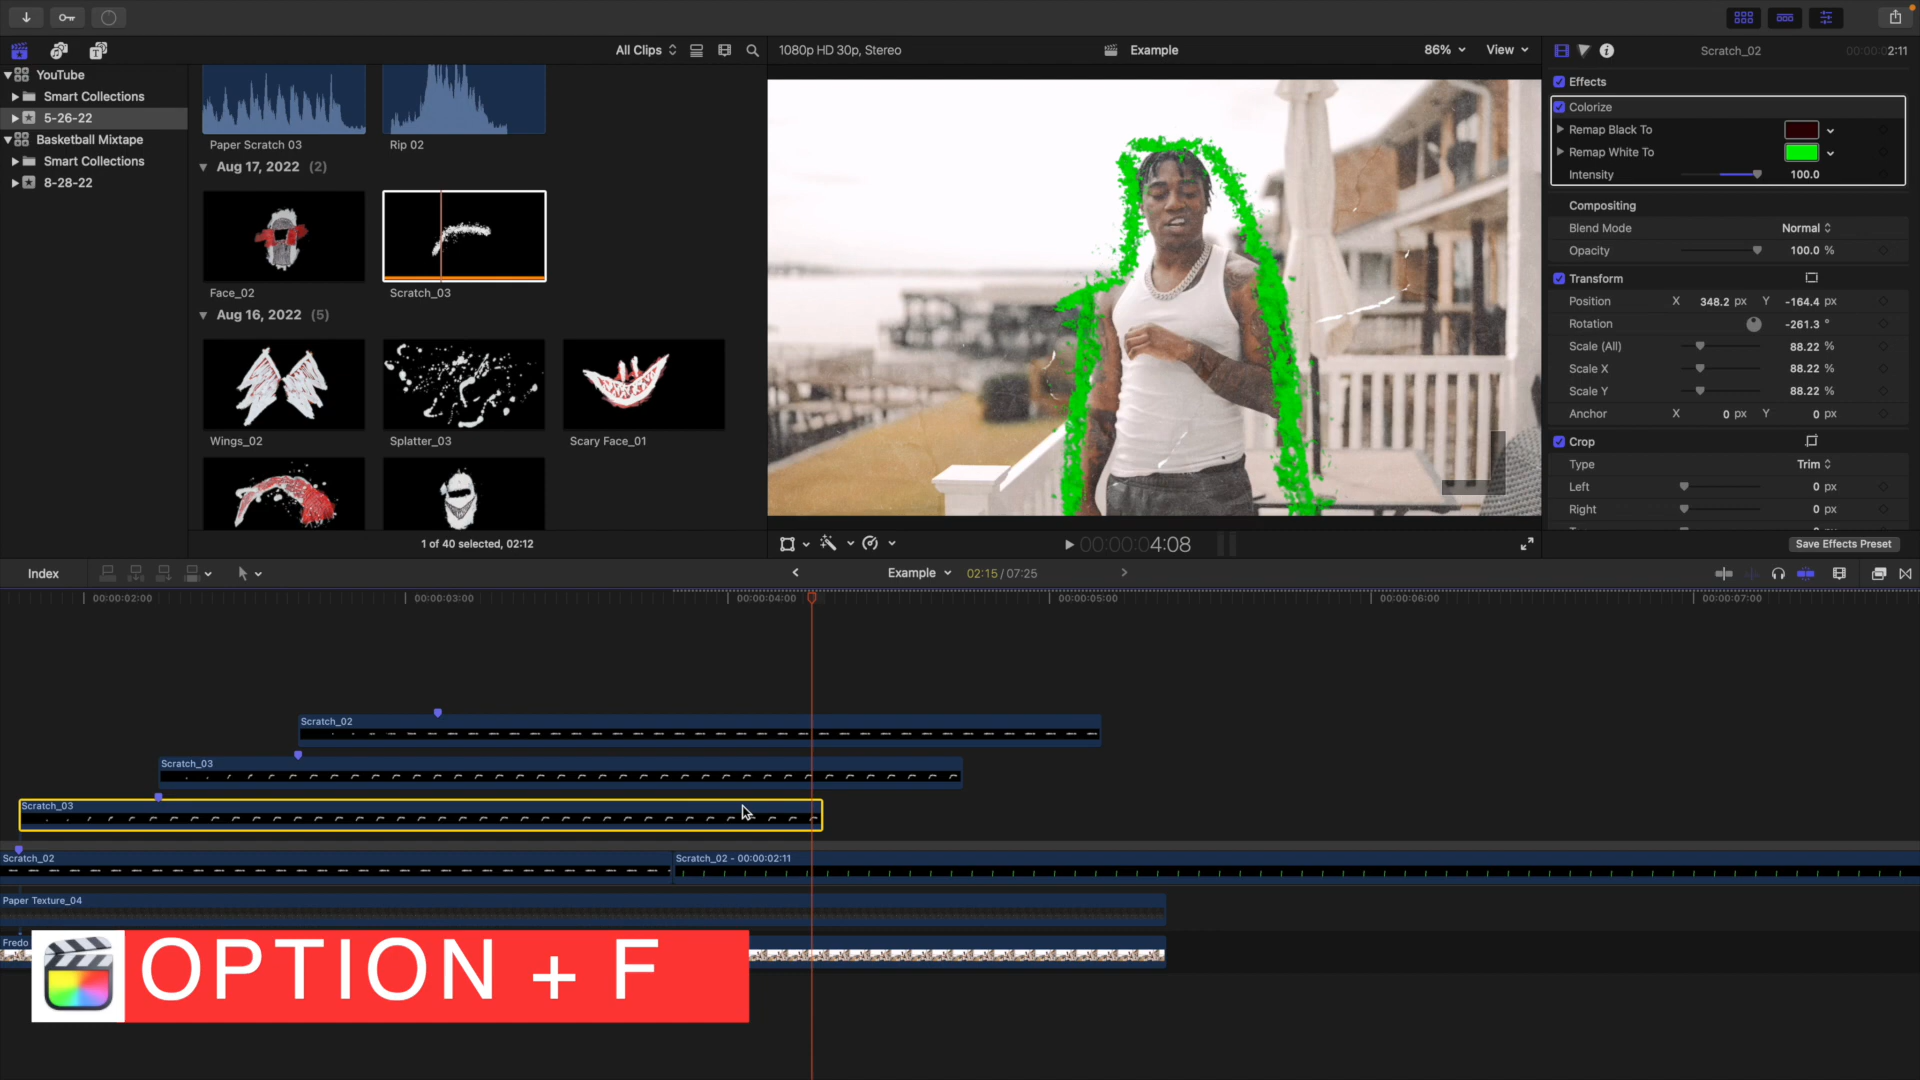 All Clips
1080p HD 30p, Stereo
Example
86%
View
Scratch_02
00:00:02:11
YouTube
Smart Collections
5-26-22
Basketball Mixtape
Smart Collections
8-28-22
Paper Scratch 03
Rip 02
Aug 17, 2022 (2)
Face_02
Scratch_03
Aug 16, 2022 (5)
Wings_02
Splatter_03
Scary Face_01
1 of 40 selected, 02:12
00:00:04:08
Effects
Colorize
Remap Black To
Remap White To
Intensity 100.0
Compositing
Blend Mode Normal
Opacity 100.0 %
Transform
Position X 348.2 px Y -164.4 px
Rotation -261.3 °
Scale (All) 88.22 %
Scale X 88.22 %
Scale Y 88.22 %
Anchor X 0 px Y 0 px
Crop
Type Trim
Left 0 px
Right 0 px
Save Effects Preset
Index
Example
02:15 / 07:25
00:00:02:00
00:00:03:00
00:00:04:00
00:00:05:00
00:00:06:00
00:00:07:00
Scratch_02
Scratch_03
Scratch_03
Scratch_02
Scratch_02 - 00:00:02:11
Paper Texture_04
Fredo
OPTION + F